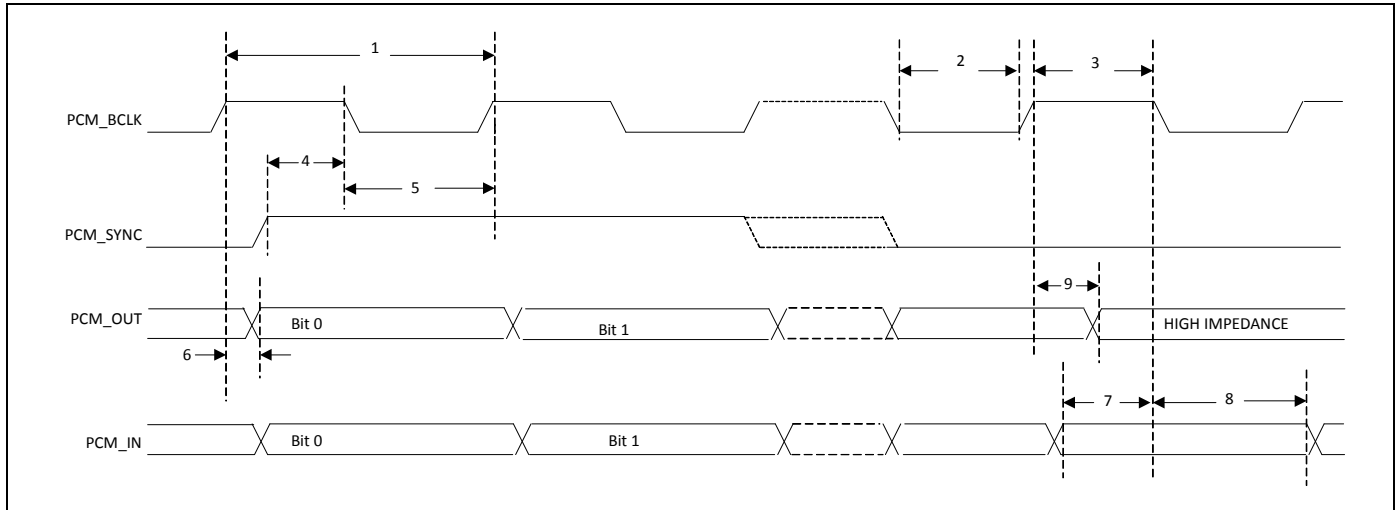 1
2
3
PCM_BCLK
4
5
PCM_SYNC
9
PCM_OUT
Bit 0
Bit 1
HIGH IMPEDANCE
6
7
8
PCM_IN
Bit 0
Bit 1